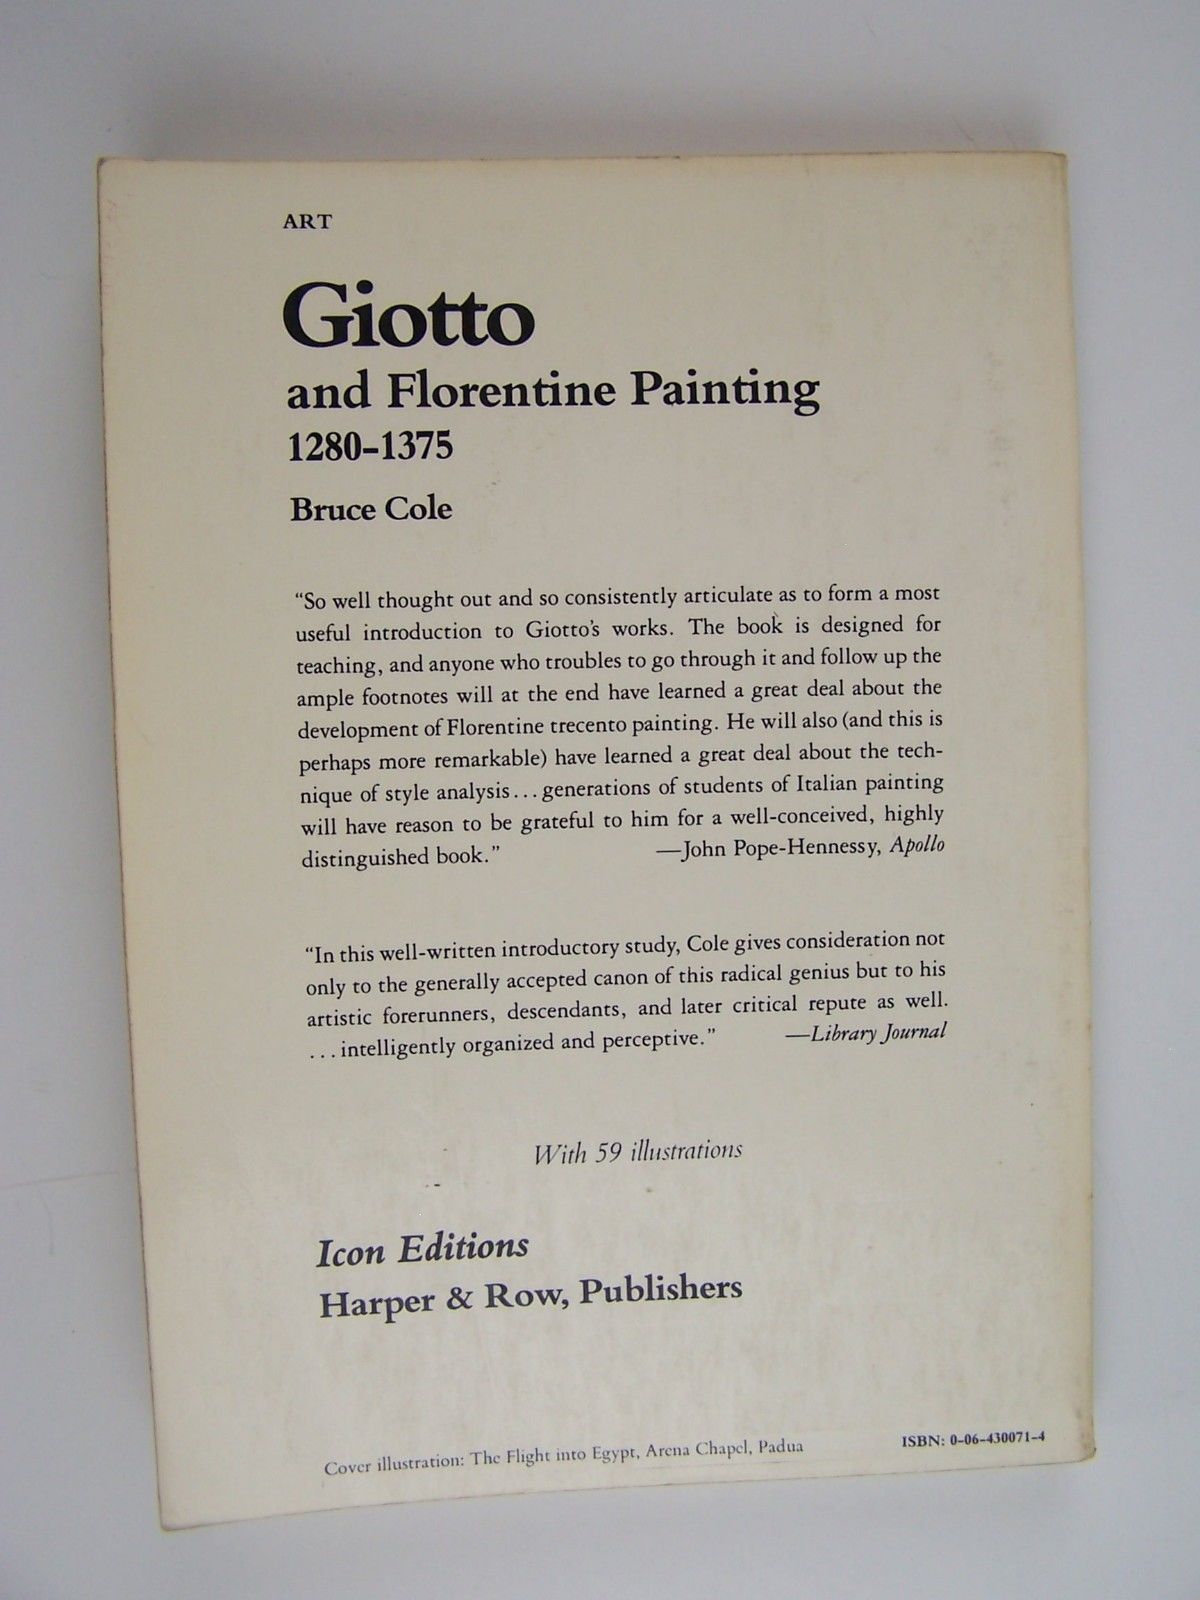 ART
Giotto
and Florentine Painting
1280–1375
Bruce Cole
“So well thought out and so consistently articulate as to form a most
useful introduction to Giotto’s works. The book is designed for
teaching, and anyone who troubles to go through it and follow up the
ample footnotes will at the end have learned a great deal about the
development of Florentine trecento painting. He will also (and this is
perhaps more remarkable) have learned a great deal about the tech-
nique of style analysis... generations of students of Italian painting
will have reason to be grateful to him for a well-conceived, highly
distinguished book.” —John Pope-Hennessy, Apollo
“In this well-written introductory study, Cole gives consideration not
only to the generally accepted canon of this radical genius but to his
artistic forerunners, descendants, and later critical repute as well.
... intelligently organized and perceptive.” —Library Journal
With 59 illustrations
Icon Editions
Harper & Row, Publishers
Cover illustration: The Flight into Egypt, Arena Chapel, Padua
ISBN: 0-06-430071-4